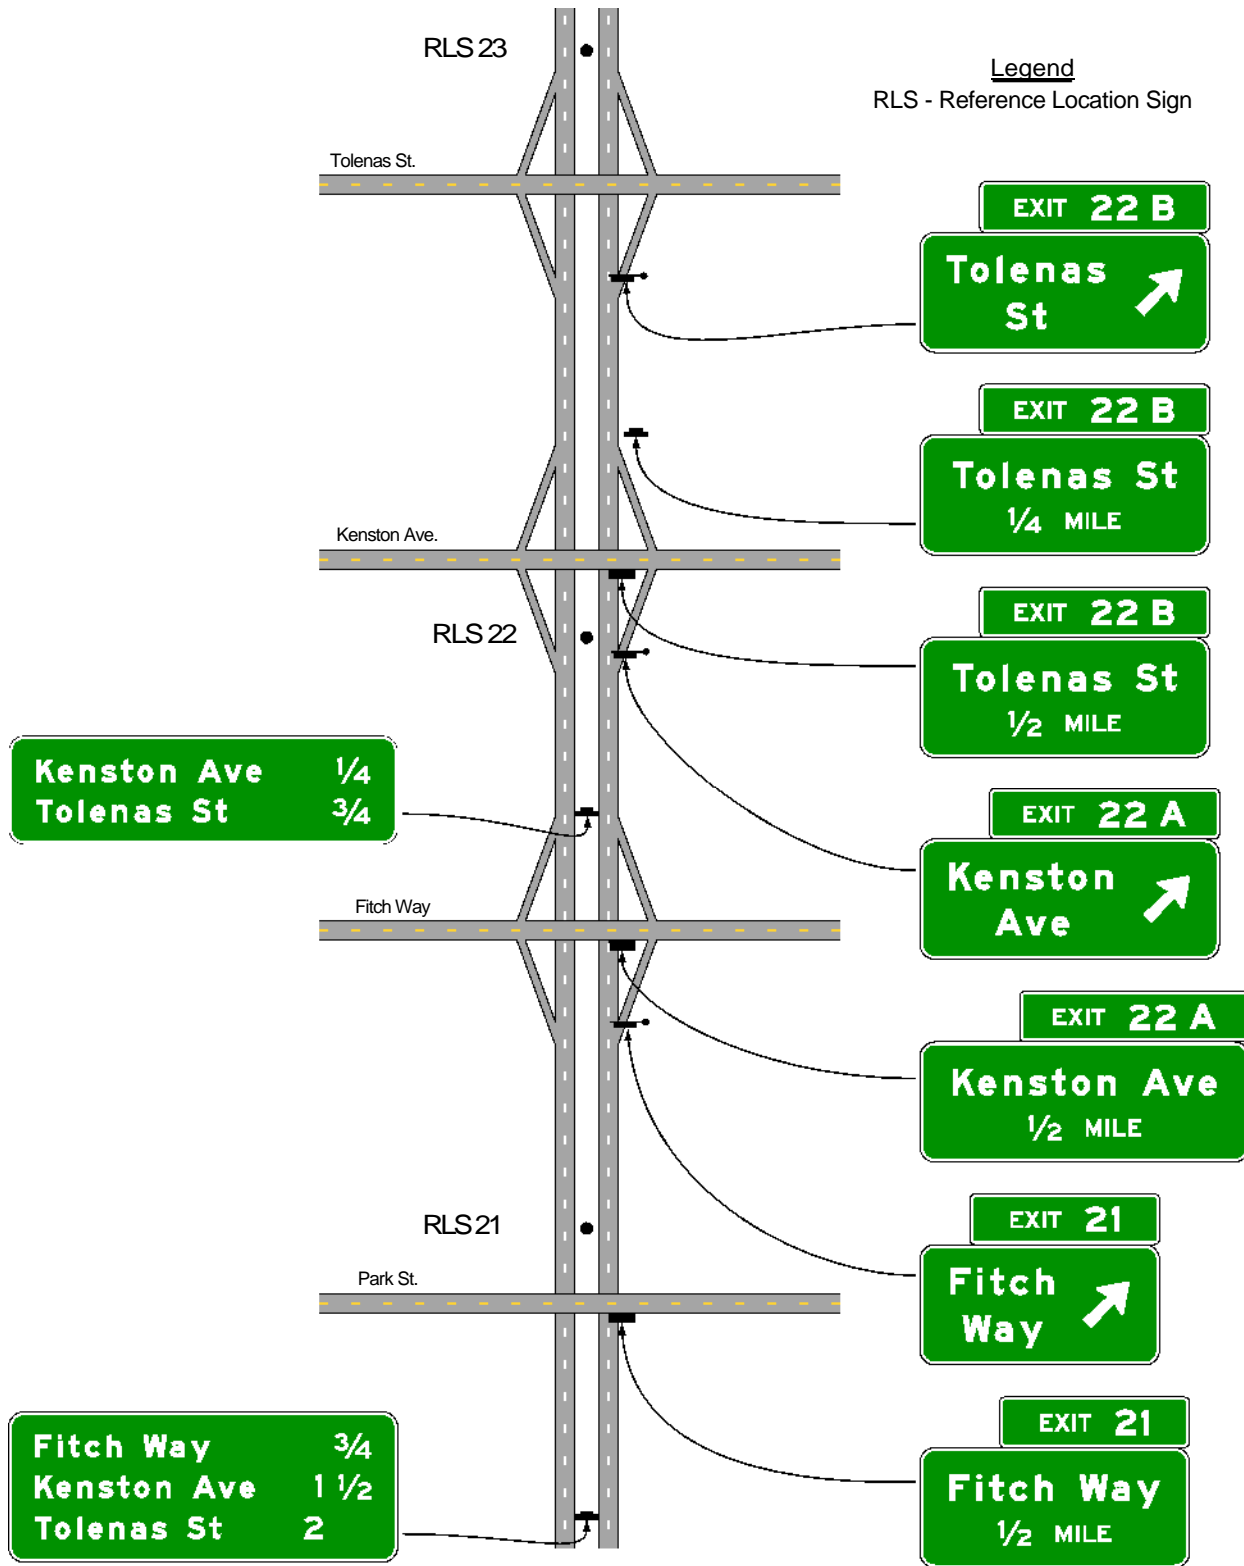 RLS 23
Legend
RLS - Reference Location Sign
Tolenas St.
EXIT 22 B
Tolenas
St
EXIT 22 B
Tolenas St
1/4 MILE
Kenston Ave.
EXIT 22 B
Tolenas St
1/2 MILE
RLS 22
Kenston Ave 1/4
Tolenas St 3/4
EXIT 22 A
Kenston
Ave
Fitch Way
EXIT 22 A
Kenston Ave
1/2 MILE
RLS 21
EXIT 21
Fitch
Way
Park St.
Fitch Way 3/4
Kenston Ave 1 1/2
Tolenas St 2
EXIT 21
Fitch Way
1/2 MILE